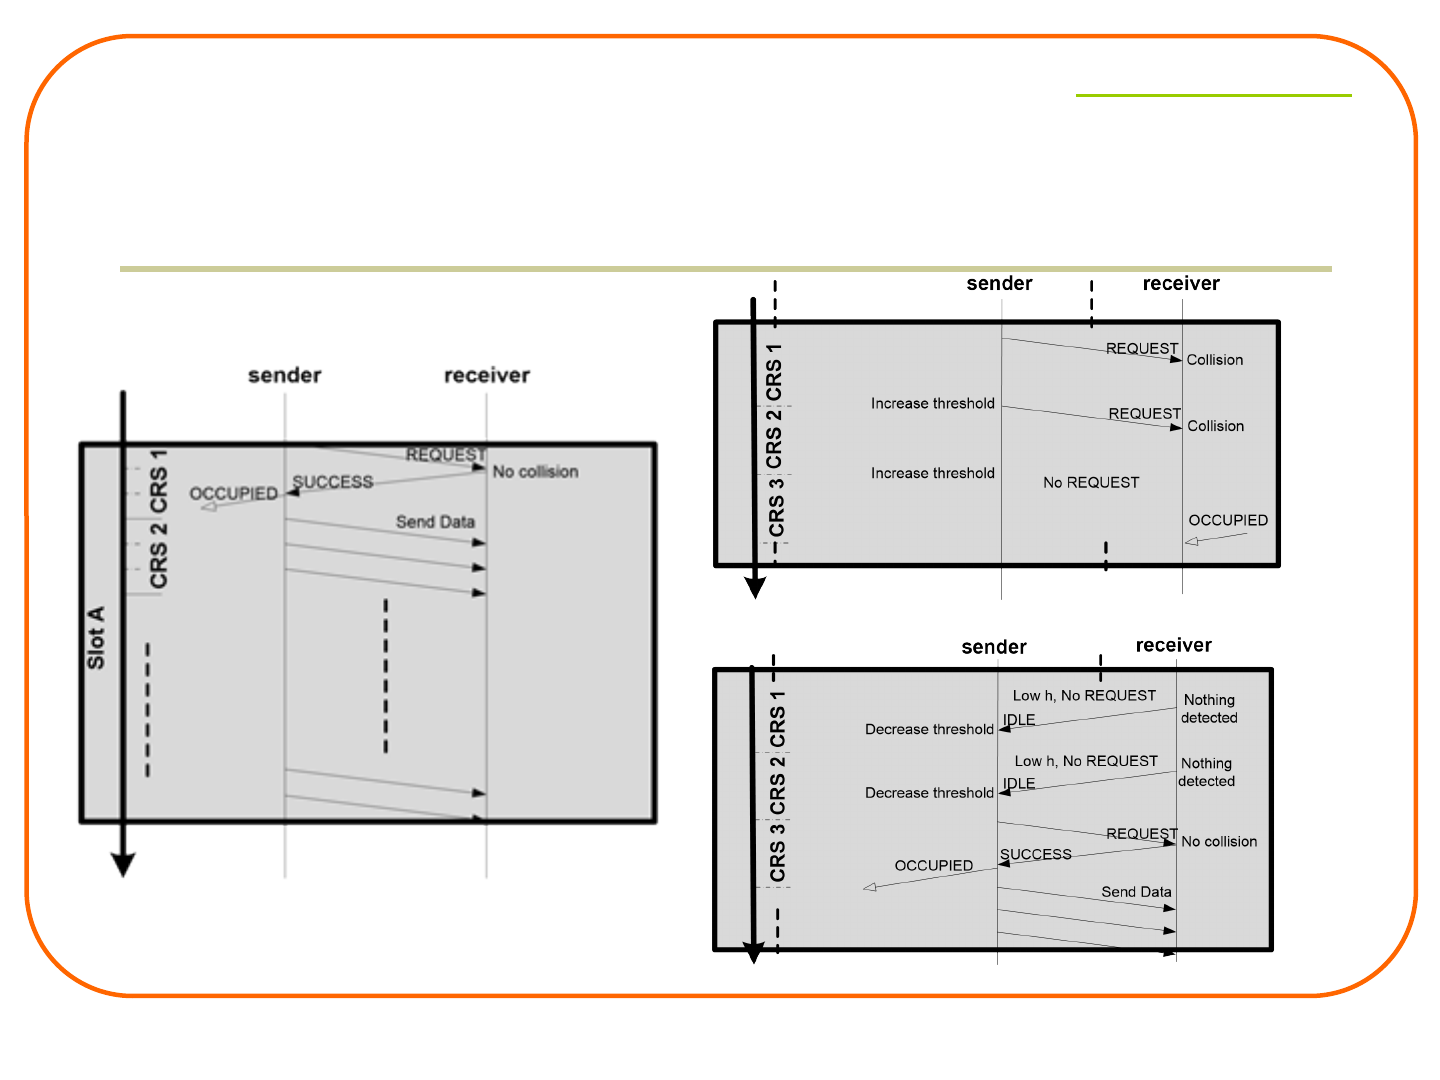 sender receiver
REQUEST
No collision
SUCCESS
OCCUPIED
Send Data
CRS 1
CRS 2
Slot A
sender receiver
REQUEST
Collision
Increase threshold
REQUEST
Collision
Increase threshold
No REQUEST
OCCUPIED
CRS 1
CRS 2
CRS 3
sender receiver
Low h, No REQUEST
Nothing
detected
IDLE
Decrease threshold
Low h, No REQUEST
Nothing
detected
IDLE
Decrease threshold
REQUEST
No collision
SUCCESS
OCCUPIED
Send Data
CRS 1
CRS 2
CRS 3